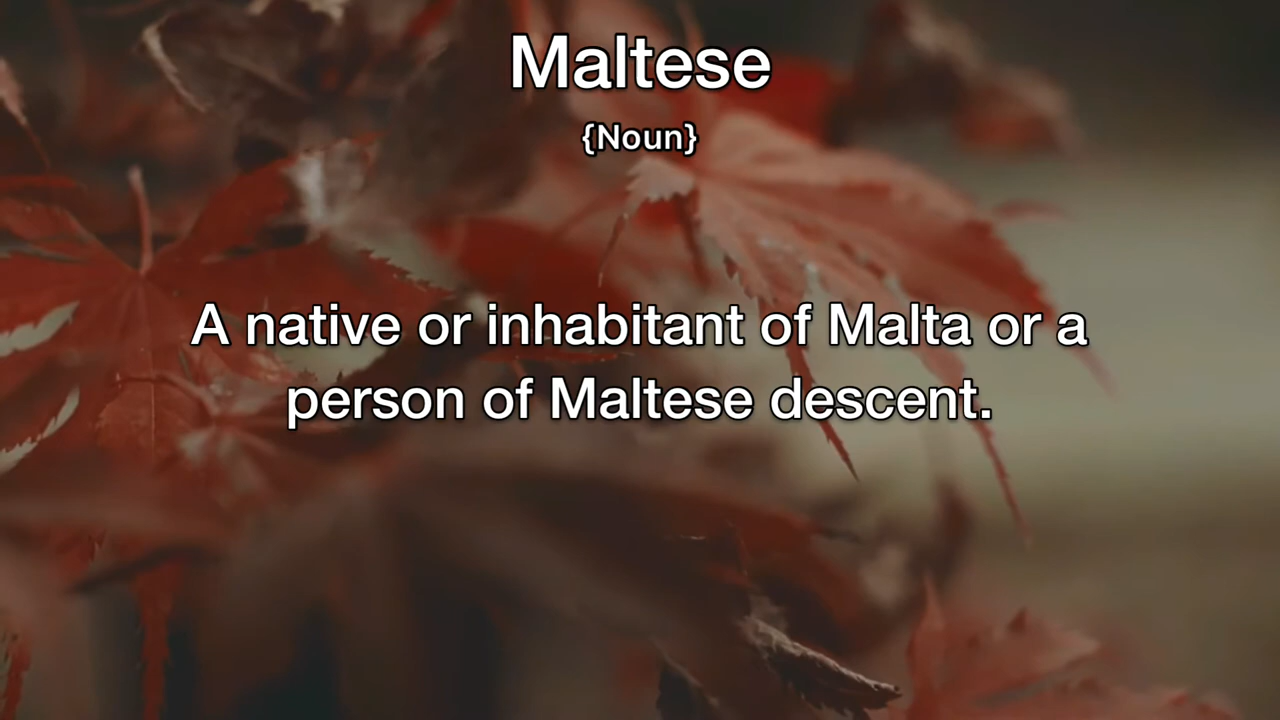 Maltese
{Noun}
A native or inhabitant of Malta or a
person of Maltese descent.